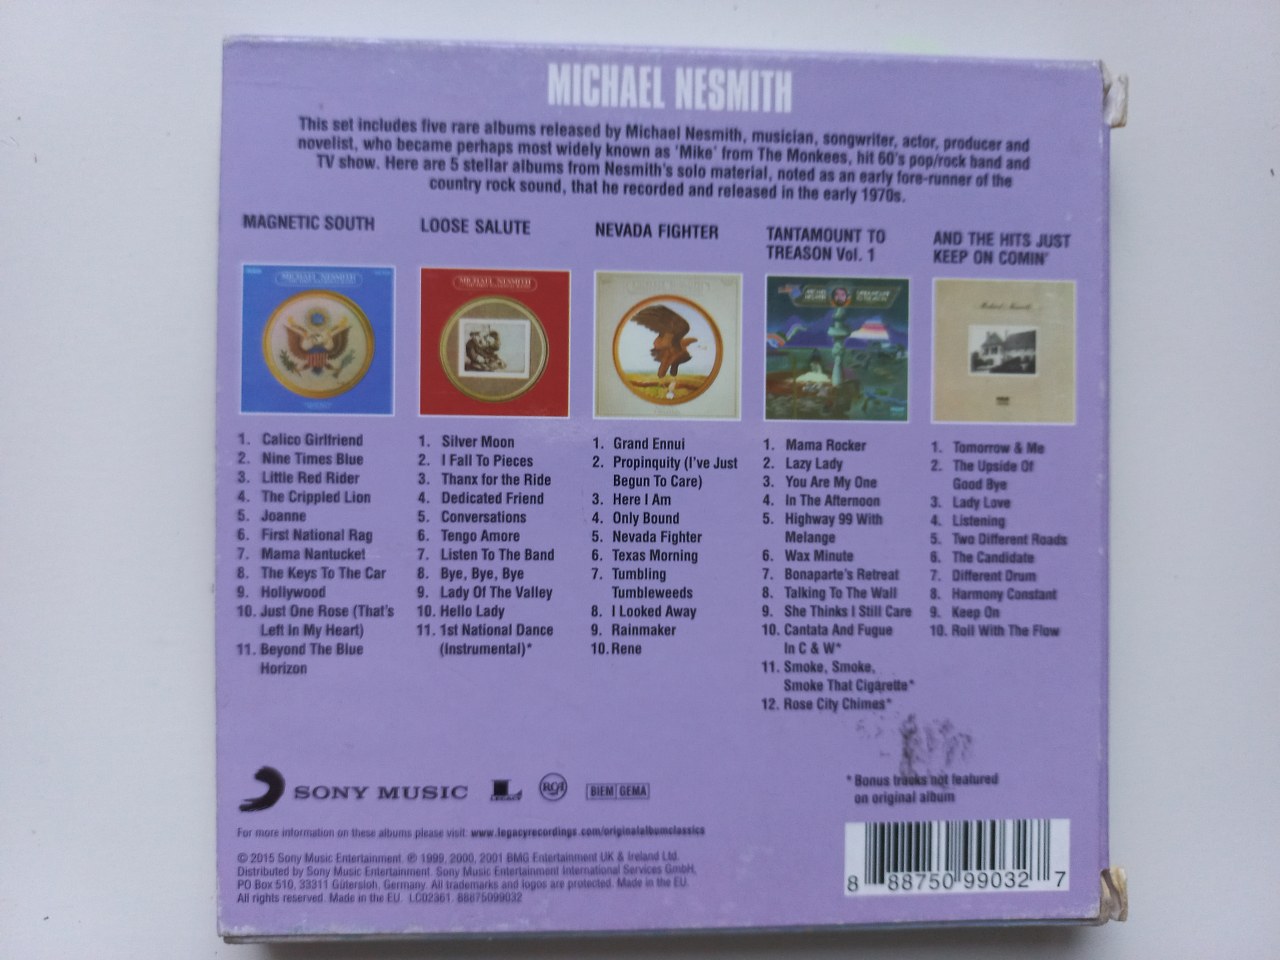 MICHAEL NESMITH
This set includes five rare albums released by Michael Nesmith, musician, songwriter, actor, producer and
novelist, who became perhaps most widely known as 'Mike' from The Monkees, hit 60's pop/rock band and
TV show. Here are 5 stellar albums from Nesmith's solo material, noted as an early fore-runner of the
country rock sound, that he recorded and released in the early 1970s.
MAGNETIC SOUTH
MICHAEL NESMITH
1. Calico Girlfriend
2. Nine Times Blue
3. Little Red Rider
4. The Crippled Lion
5. Joanne
6. First National Rag
7. Mama Nantucket
8. The Keys To The Car
9. Hollywood
10. Just One Rose (That's
Left In My Heart)
11. Beyond The Blue
Horizon
LOOSE SALUTE
MICHAEL NESMITH
1. Silver Moon
2. I Fall To Pieces
3. Thanx for the Ride
4. Dedicated Friend
5. Conversations
6. Tengo Amore
7. Listen To The Band
8. Bye, Bye, Bye
9. Lady Of The Valley
10. Hello Lady
11. 1st National Dance
(Instrumental)*
NEVADA FIGHTER
1. Grand Ennui
2. Propinquity (I've Just
Begun To Care)
3. Here I Am
4. Only Bound
5. Nevada Fighter
6. Texas Morning
7. Tumbling
Tumbleweeds
8. I Looked Away
9. Rainmaker
10. Rene
TANTAMOUNT TO
TREASON Vol. 1
1. Mama Rocker
2. Lazy Lady
3. You Are My One
4. In The Afternoon
5. Highway 99 With
Melange
6. Wax Minute
7. Bonaparte's Retreat
8. Talking To The Wall
9. She Thinks I Still Care
10. Cantata And Fugue
In C & W*
11. Smoke, Smoke,
Smoke That Cigarette*
12. Rose City Chimes*
AND THE HITS JUST
KEEP ON COMIN'
Michael Nesmith
1. Tomorrow & Me
2. The Upside Of
Good Bye
3. Lady Love
4. Listening
5. Two Different Roads
6. The Candidate
7. Different Drum
8. Harmony Constant
9. Keep On
10. Roll With The Flow
* Bonus tracks not featured
on original album
SONY MUSIC
LEGACY
RCA
BIEM GEMA
For more information on these albums please visit: www.legacyrecordings.com/originalalbumclassics
© 2015 Sony Music Entertainment. ℗ 1999, 2000, 2001 BMG Entertainment UK & Ireland Ltd.
Distributed by Sony Music Entertainment. Sony Music Entertainment International Services GmbH,
PO Box 510, 33311 Gütersloh, Germany. All trademarks and logos are protected. Made in the EU.
All rights reserved. Made in the EU. LC02361. 88875099032
8 88750 99032 7